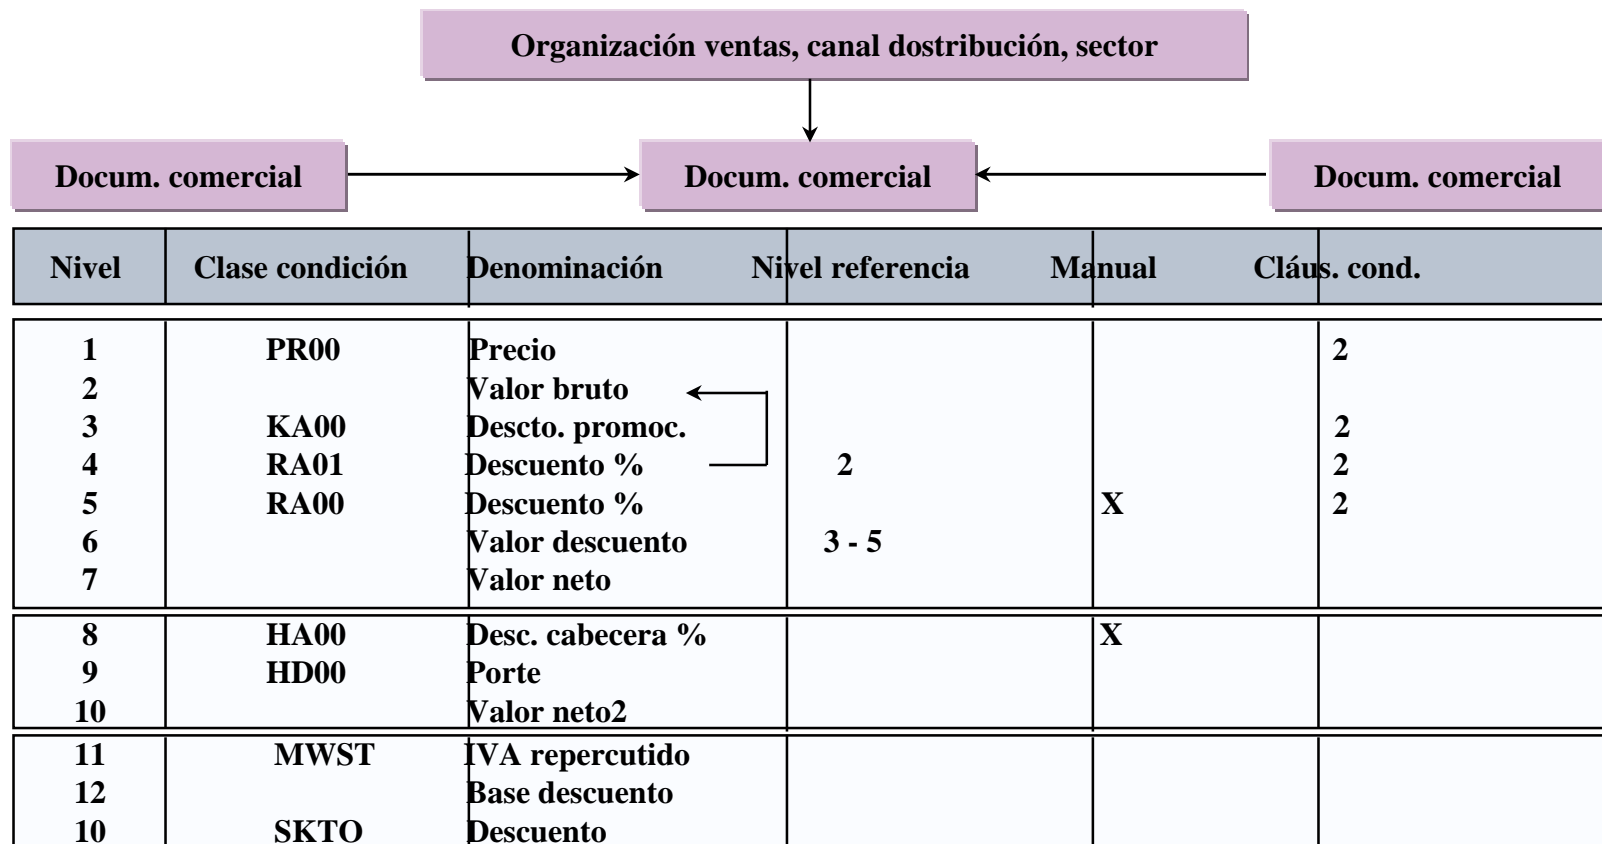 Organización ventas, canal dostribución, sector
Docum. comercial Docum. comercial Docum. comercial
Nivel Clase condición Denominación Nivel referencia Manual Cláus. cond.
1 PR00 Precio 2
2 Valor bruto
3 KA00 Descto. promoc. 2
4 RA01 Descuento % 2 2
5 RA00 Descuento % X 2
6 Valor descuento 3 - 5
7 Valor neto
8 HA00 Desc. cabecera % X
9 HD00 Porte
10 Valor neto2
11 MWST IVA repercutido
12 Base descuento
10 SKTO Descuento